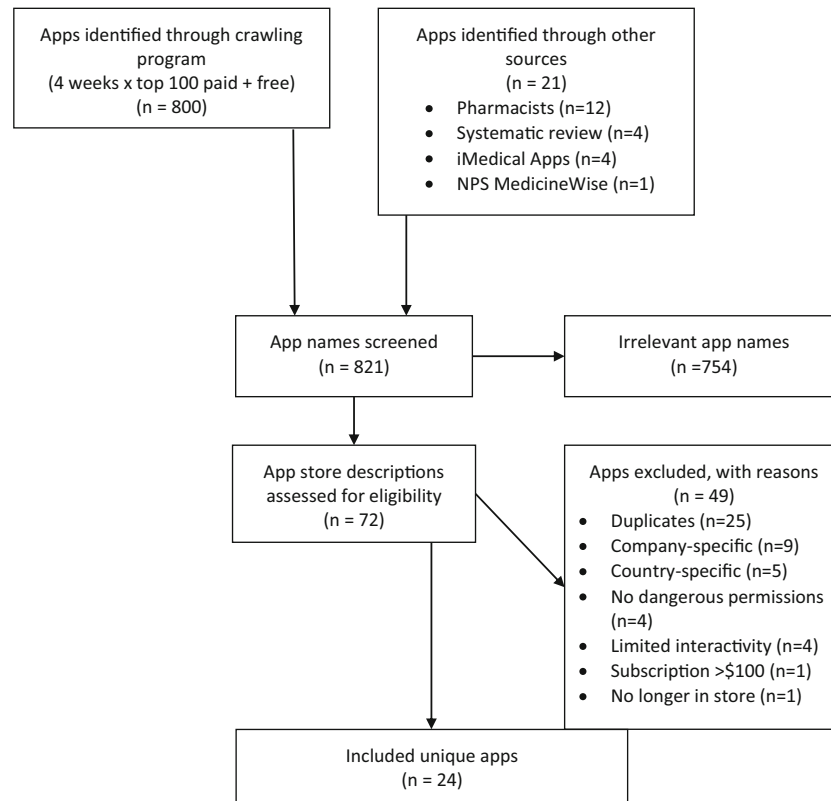 Apps identified through crawling
program
(4 weeks x top 100 paid + free)
(n = 800)
Apps identified through other
sources
(n = 21)
• Pharmacists (n=12)
• Systematic review (n=4)
• iMedical Apps (n=4)
• NPS MedicineWise (n=1)
App names screened
(n = 821)
Irrelevant app names
(n =754)
App store descriptions
assessed for eligibility
(n = 72)
Apps excluded, with reasons
(n = 49)
• Duplicates (n=25)
• Company-specific (n=9)
• Country-specific (n=5)
• No dangerous permissions
(n=4)
• Limited interactivity (n=4)
• Subscription >$100 (n=1)
• No longer in store (n=1)
Included unique apps
(n = 24)